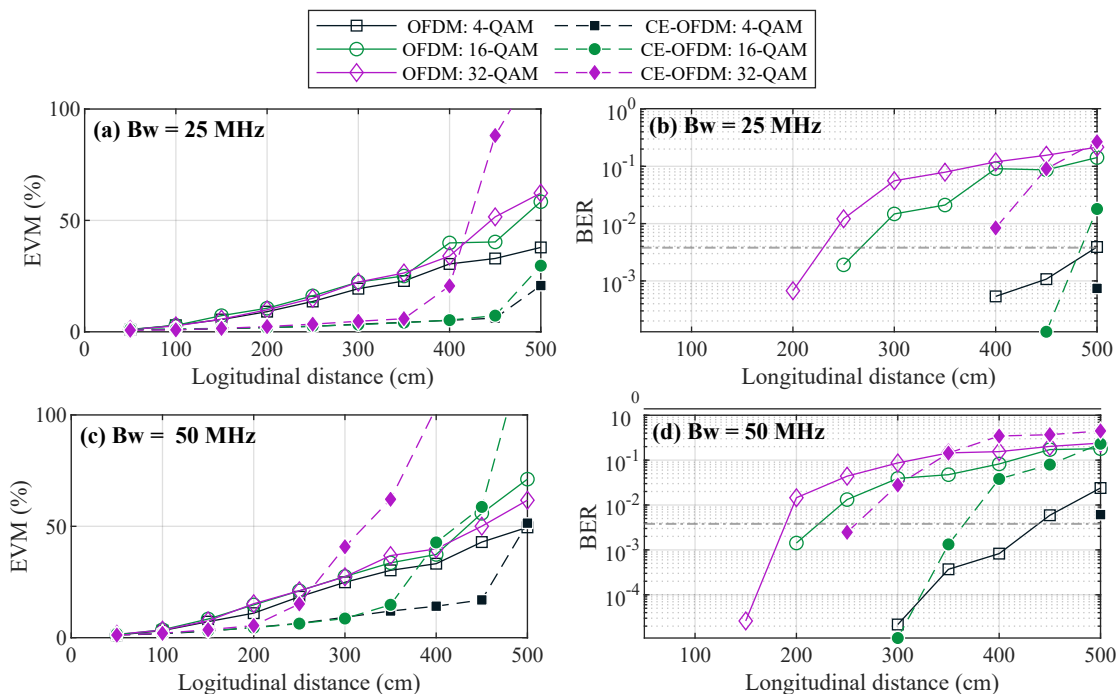 OFDM: 4-QAM CE-OFDM: 4-QAM
OFDM: 16-QAM CE-OFDM: 16-QAM
OFDM: 32-QAM CE-OFDM: 32-QAM
(a) Bw = 25 MHz
EVM (%)
100
50
0
0 100 200 300 400 500
Logitudinal distance (cm)
(b) Bw = 25 MHz
BER
10^0
10^-1
10^-2
10^-3
100 200 300 400 500
Longitudinal distance (cm)
(c) Bw = 50 MHz
EVM (%)
100
50
0
0 100 200 300 400 500
Longitudinal distance (cm)
0
(d) Bw = 50 MHz
BER
10
10^-1
10^-2
10^-3
10^-4
100 200 300 400 500
Longitudinal distance (cm)